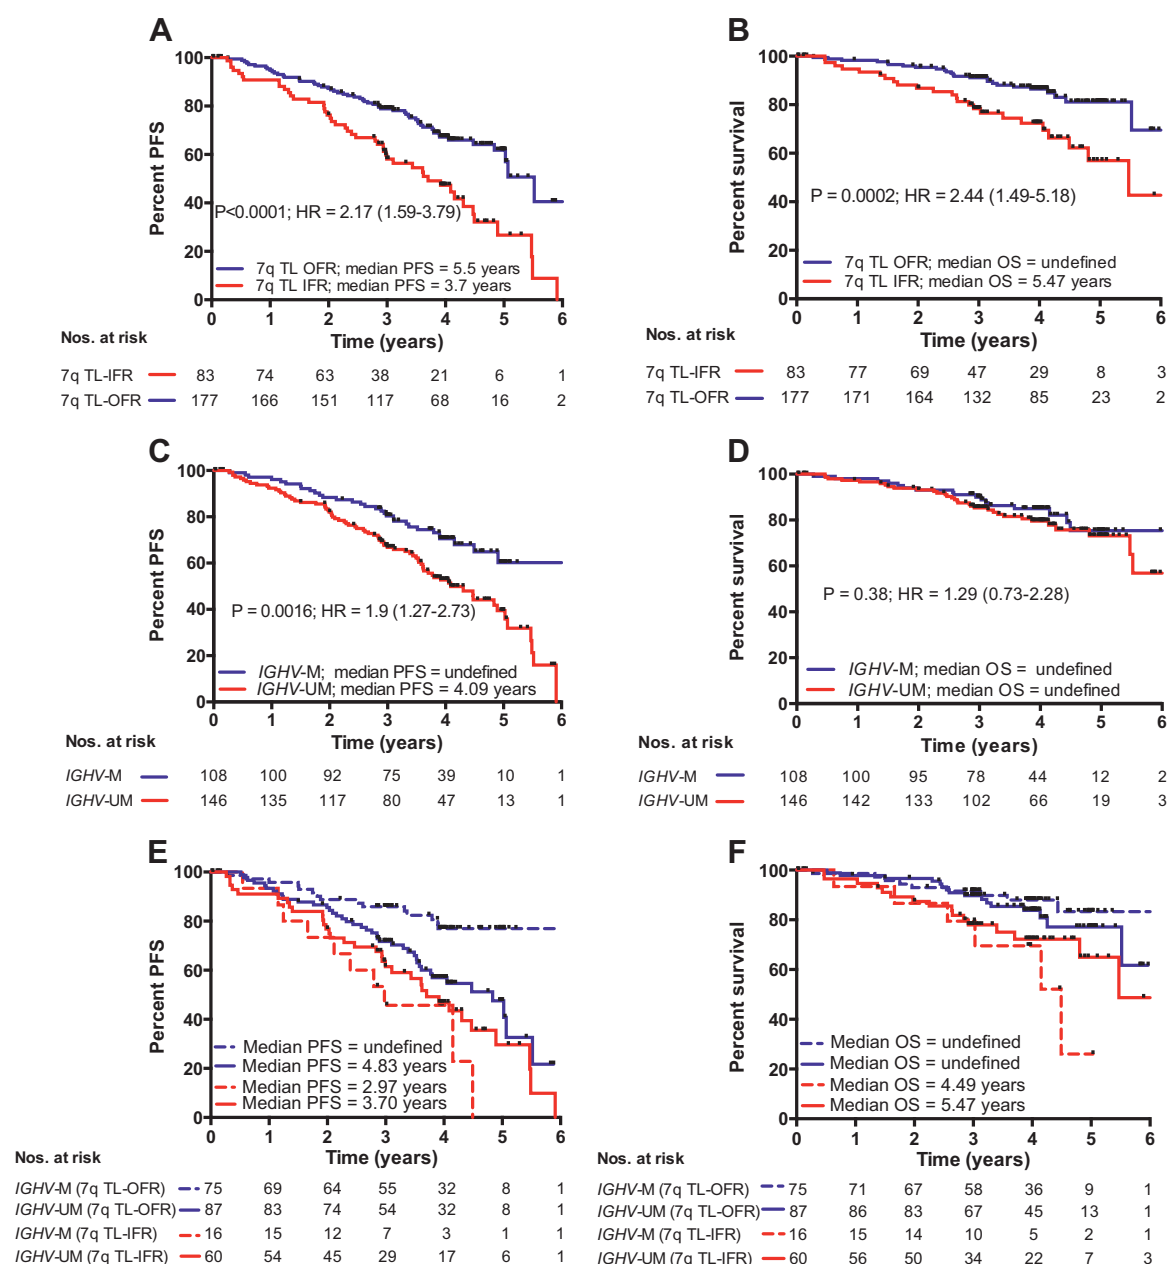 A
Percent PFS
100
80
60
40
20
0
P<0.0001; HR = 2.17 (1.59-3.79)
7q TL OFR; median PFS = 5.5 years
7q TL IFR; median PFS = 3.7 years
0 1 2 3 4 5 6
Time (years)
Nos. at risk
7q TL-IFR 83 74 63 38 21 6 1
7q TL-OFR 177 166 151 117 68 16 2
B
Percent survival
100
80
60
40
20
0
P = 0.0002; HR = 2.44 (1.49-5.18)
7q TL OFR; median OS = undefined
7q TL IFR; median OS = 5.47 years
0 1 2 3 4 5 6
Time (years)
Nos. at risk
7q TL-IFR 83 77 69 47 29 8 3
7q TL-OFR 177 171 164 132 85 23 2
C
Percent PFS
100
80
60
40
20
0
P = 0.0016; HR = 1.9 (1.27-2.73)
IGHV-M; median PFS = undefined
IGHV-UM; median PFS = 4.09 years
0 1 2 3 4 5 6
Time (years)
Nos. at risk
IGHV-M 108 100 92 75 39 10 1
IGHV-UM 146 135 117 80 47 13 1
D
Percent survival
100
80
60
40
20
0
P = 0.38; HR = 1.29 (0.73-2.28)
IGHV-M; median OS = undefined
IGHV-UM; median OS = undefined
0 1 2 3 4 5 6
Time (years)
Nos. at risk
IGHV-M 108 100 95 78 44 12 2
IGHV-UM 146 142 133 102 66 19 3
E
Percent PFS
100
80
60
40
20
0
Median PFS = undefined
Median PFS = 4.83 years
Median PFS = 2.97 years
Median PFS = 3.70 years
0 1 2 3 4 5 6
Time (years)
Nos. at risk
IGHV-M (7q TL-OFR) 75 69 64 55 32 8 1
IGHV-UM (7q TL-OFR) 87 83 74 54 32 8 1
IGHV-M (7q TL-IFR) 16 15 12 7 3 1 1
IGHV-UM (7q TL-IFR) 60 54 45 29 17 6 1
F
Percent survival
100
80
60
40
20
0
Median OS = undefined
Median OS = undefined
Median OS = 4.49 years
Median OS = 5.47 years
0 1 2 3 4 5 6
Time (years)
Nos. at risk
IGHV-M (7q TL-OFR) 75 71 67 58 36 9 1
IGHV-UM (7q TL-OFR) 87 86 83 67 45 13 1
IGHV-M (7q TL-IFR) 16 15 14 10 5 2 1
IGHV-UM (7q TL-IFR) 60 56 50 34 22 7 3